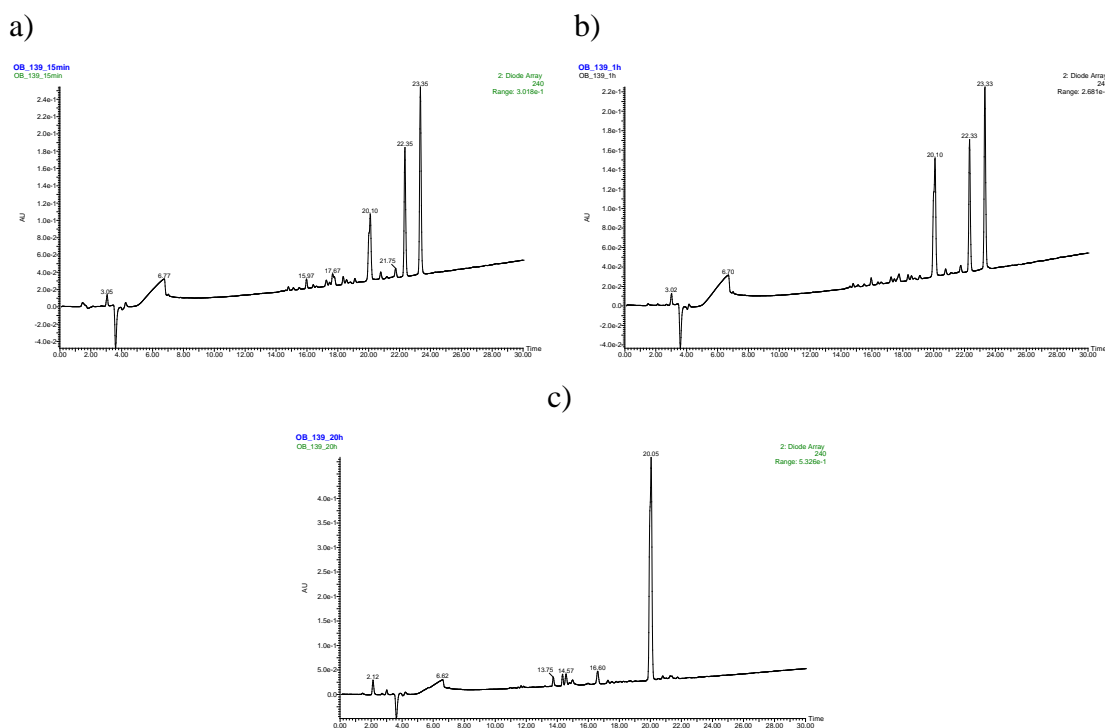 a)
OB_139_15min
OB_139_15min
2: Diode Array
240
Range: 3.018e-1
23.35
22.35
20.10
21.75
17.67
15.97
6.77
3.05
AU
2.4e-1
2.2e-1
2.0e-1
1.8e-1
1.6e-1
1.4e-1
1.2e-1
1.0e-1
8.0e-2
6.0e-2
4.0e-2
2.0e-2
0.0
-2.0e-2
-4.0e-2
0.00 2.00 4.00 6.00 8.00 10.00 12.00 14.00 16.00 18.00 20.00 22.00 24.00 26.00 28.00 30.00
Time
b)
OB_139_1h
OB_139_1h
2: Diode Array
24
Range: 2.681e-
23.33
22.33
20.10
6.70
3.02
AU
2.2e-1
2.0e-1
1.8e-1
1.6e-1
1.4e-1
1.2e-1
1.0e-1
8.0e-2
6.0e-2
4.0e-2
2.0e-2
0.0
-2.0e-2
-4.0e-2
0.00 2.00 4.00 6.00 8.00 10.00 12.00 14.00 16.00 18.00 20.00 22.00 24.00 26.00 28.00 30.00
Time
c)
OB_139_20h
OB_139_20h
2: Diode Array
240
Range: 5.326e-1
20.05
13.75
14.57
16.60
6.62
2.12
AU
4.0e-1
3.5e-1
3.0e-1
2.5e-1
2.0e-1
1.5e-1
1.0e-1
5.0e-2
0.0
0.00 2.00 4.00 6.00 8.00 10.00 12.00 14.00 16.00 18.00 20.00 22.00 24.00 26.00 28.00 30.00
Time